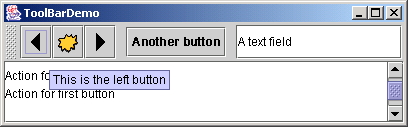 ToolBarDemo
Another button
A text field
Action fo
This is the left button
Action for first button